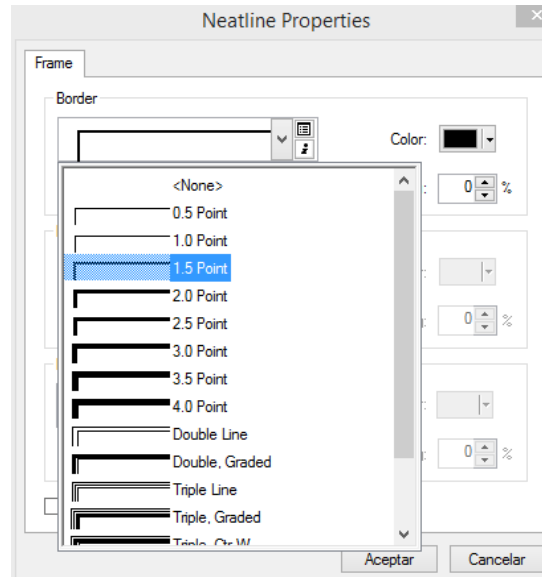 Neatline Properties
Frame
Border
Color:
: 0 %
<None>
0.5 Point
1.0 Point
1.5 Point
2.0 Point
2.5 Point
0 %
3.0 Point
3.5 Point
4.0 Point
Double Line
Double, Graded
0 %
Triple Line
Triple, Graded
Triple, Ctr W
Aceptar Cancelar